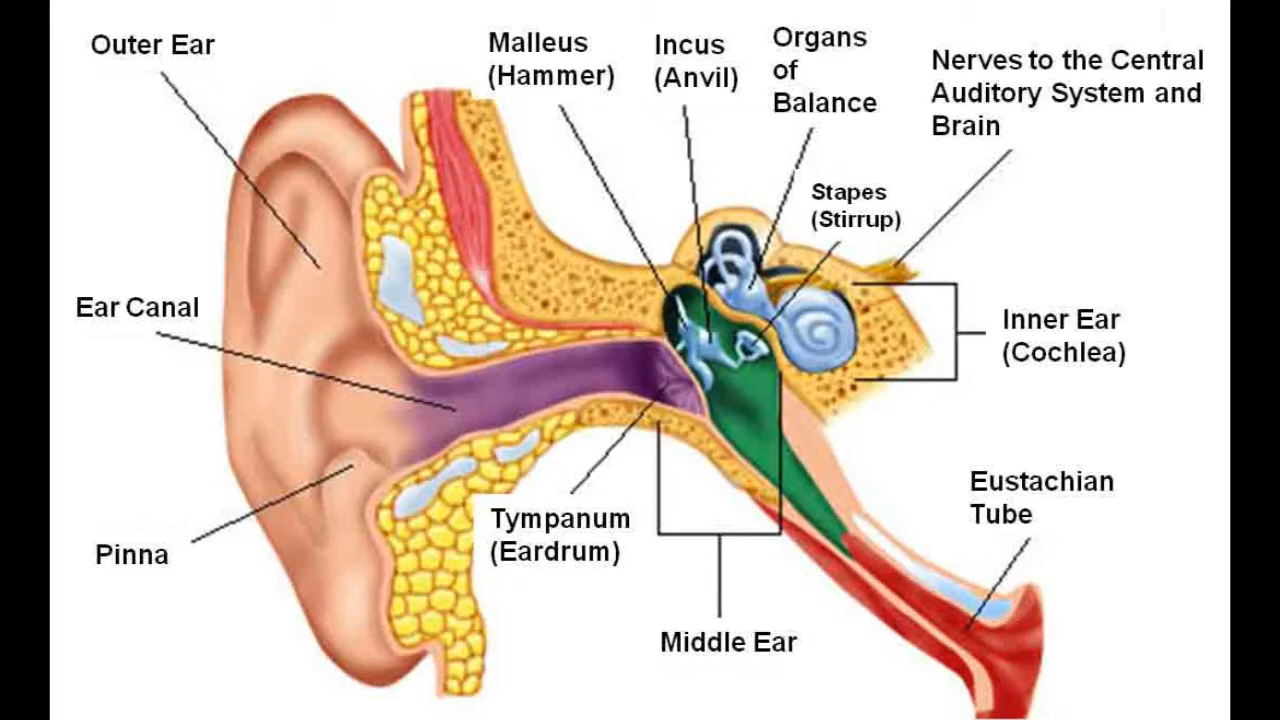 Outer Ear
Malleus
(Hammer)
Incus
(Anvil)
Organs
of
Balance
Nerves to the Central
Auditory System and
Brain
Stapes
(Stirrup)
Ear Canal
Inner Ear
(Cochlea)
Eustachian
Tube
Tympanum
(Eardrum)
Pinna
Middle Ear